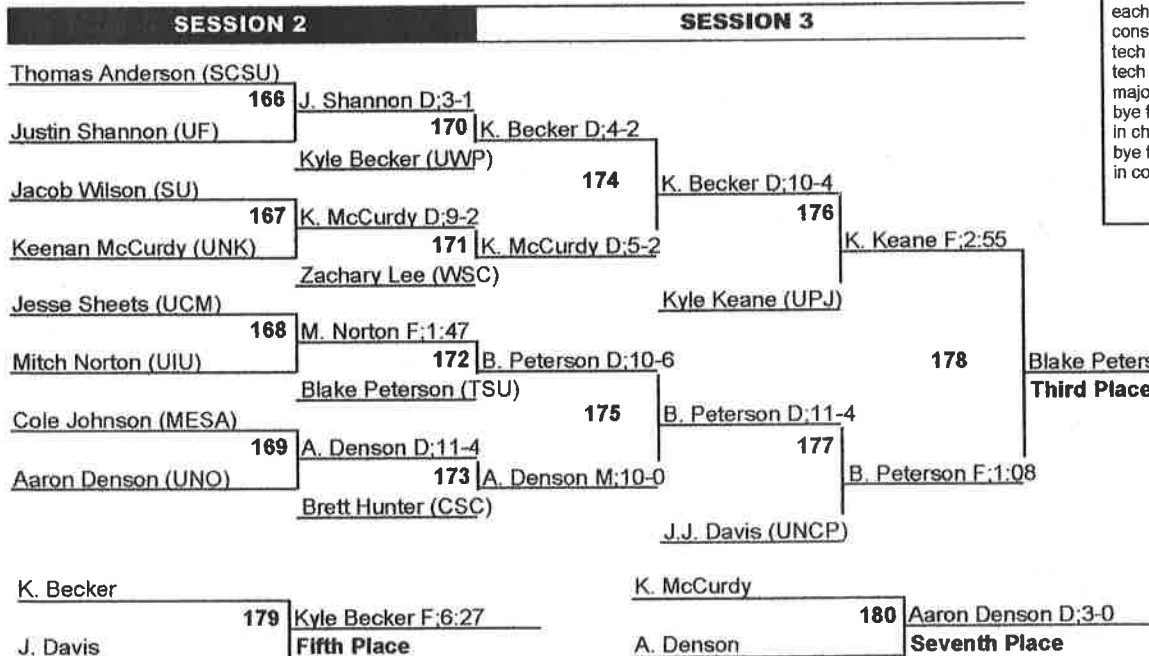 SESSION 2
SESSION 3
each
cons
tech
tech
majo
bye f
in ch
bye f
in co
Thomas Anderson (SCSU)
166 J. Shannon D;3-1
Justin Shannon (UF)
170 K. Becker D;4-2
Kyle Becker (UWP)
Jacob Wilson (SU)
174 K. Becker D;10-4
167 K. McCurdy D;9-2
176
Keenan McCurdy (UNK)
171 K. McCurdy D;5-2
K. Keane F;2:55
Zachary Lee (WSC)
Kyle Keane (UPJ)
Jesse Sheets (UCM)
168 M. Norton F;1:47
Mitch Norton (UIU)
172 B. Peterson D;10-6
178 Blake Peters
Blake Peterson (TSU)
Third Place
Cole Johnson (MESA)
175 B. Peterson D;11-4
169 A. Denson D;11-4
177
Aaron Denson (UNO)
173 A. Denson M;10-0
B. Peterson F;1:08
Brett Hunter (CSC)
J.J. Davis (UNCP)
K. Becker
179 Kyle Becker F;6:27
J. Davis
Fifth Place
K. McCurdy
180 Aaron Denson D;3-0
A. Denson
Seventh Place